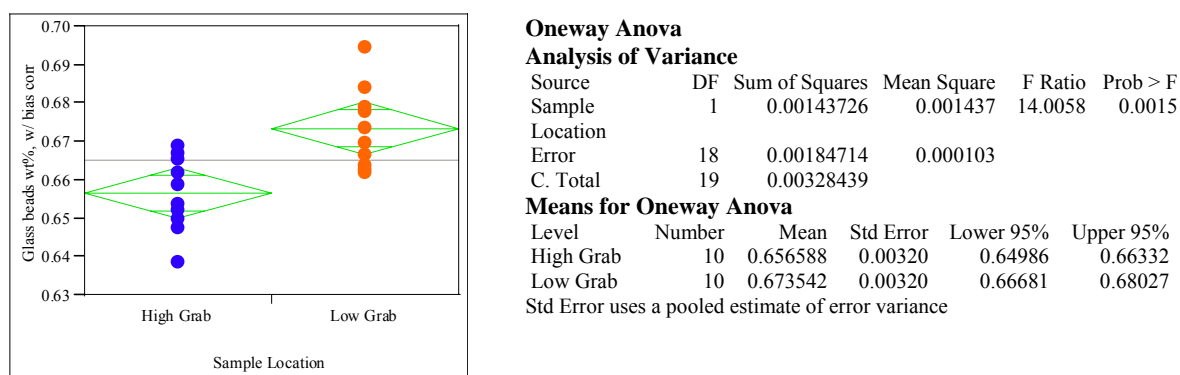 Glass beads wt%, w/ bias corr
0.70
0.69
0.68
0.67
0.66
0.65
0.64
0.63
High Grab Low Grab
Sample Location
Oneway Anova
Analysis of Variance
Source DF Sum of Squares Mean Square F Ratio Prob > F
Sample 1 0.00143726 0.001437 14.0058 0.0015
Location
Error 18 0.00184714 0.000103
C. Total 19 0.00328439
Means for Oneway Anova
Level Number Mean Std Error Lower 95% Upper 95%
High Grab 10 0.656588 0.00320 0.64986 0.66332
Low Grab 10 0.673542 0.00320 0.66681 0.68027
Std Error uses a pooled estimate of error variance